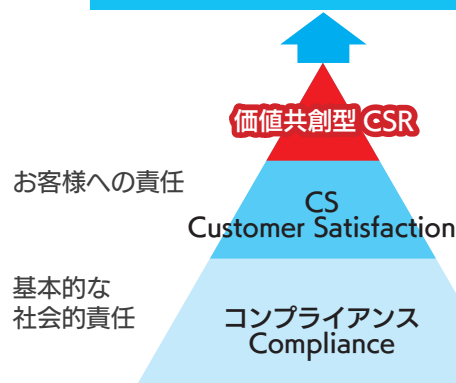 価値共創型 CSR
お客様への責任
CS
Customer Satisfaction
基本的な
社会的責任
コンプライアンス
Compliance